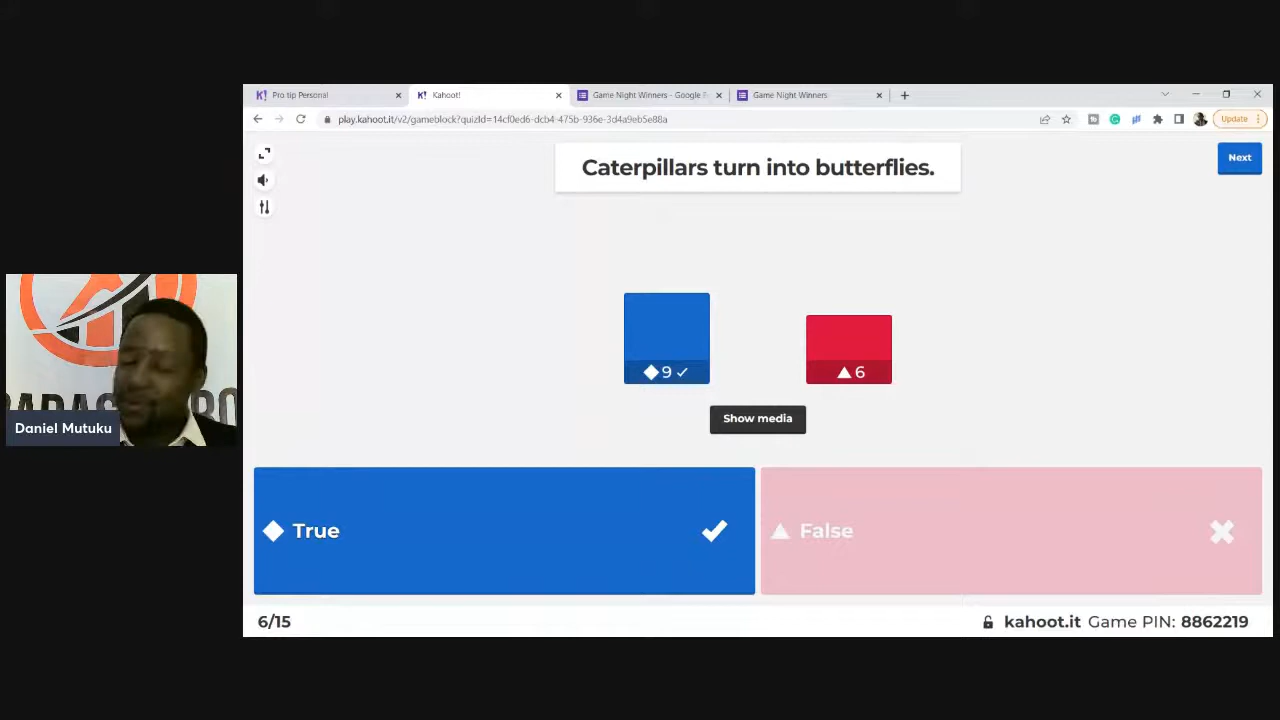 Pro tip Personal
Kahoot!
Game Night Winners - Google F
Game Night Winners
play.kahoot.it/v2/gameblock?quizId=14cf0ed6-dcb4-475b-936e-3d4a9eb5e88a
Update
Caterpillars turn into butterflies.
Next
9
6
Show media
Daniel Mutuku
True
False
6/15
kahoot.it Game PIN: 8862219